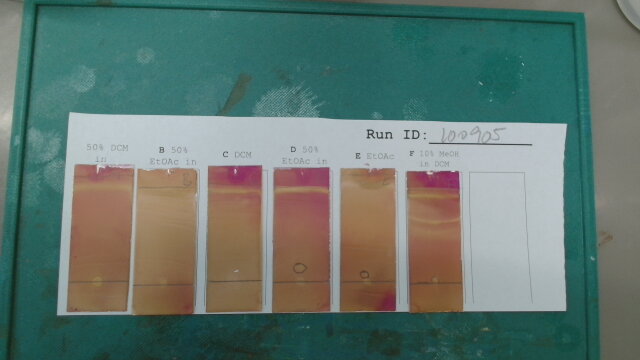 Run ID: 100905
50% DCM
in
B 50%
EtOAc in
C DCM
D 50%
EtOAc in
E EtOAc
F 10% MeOH
in DCM